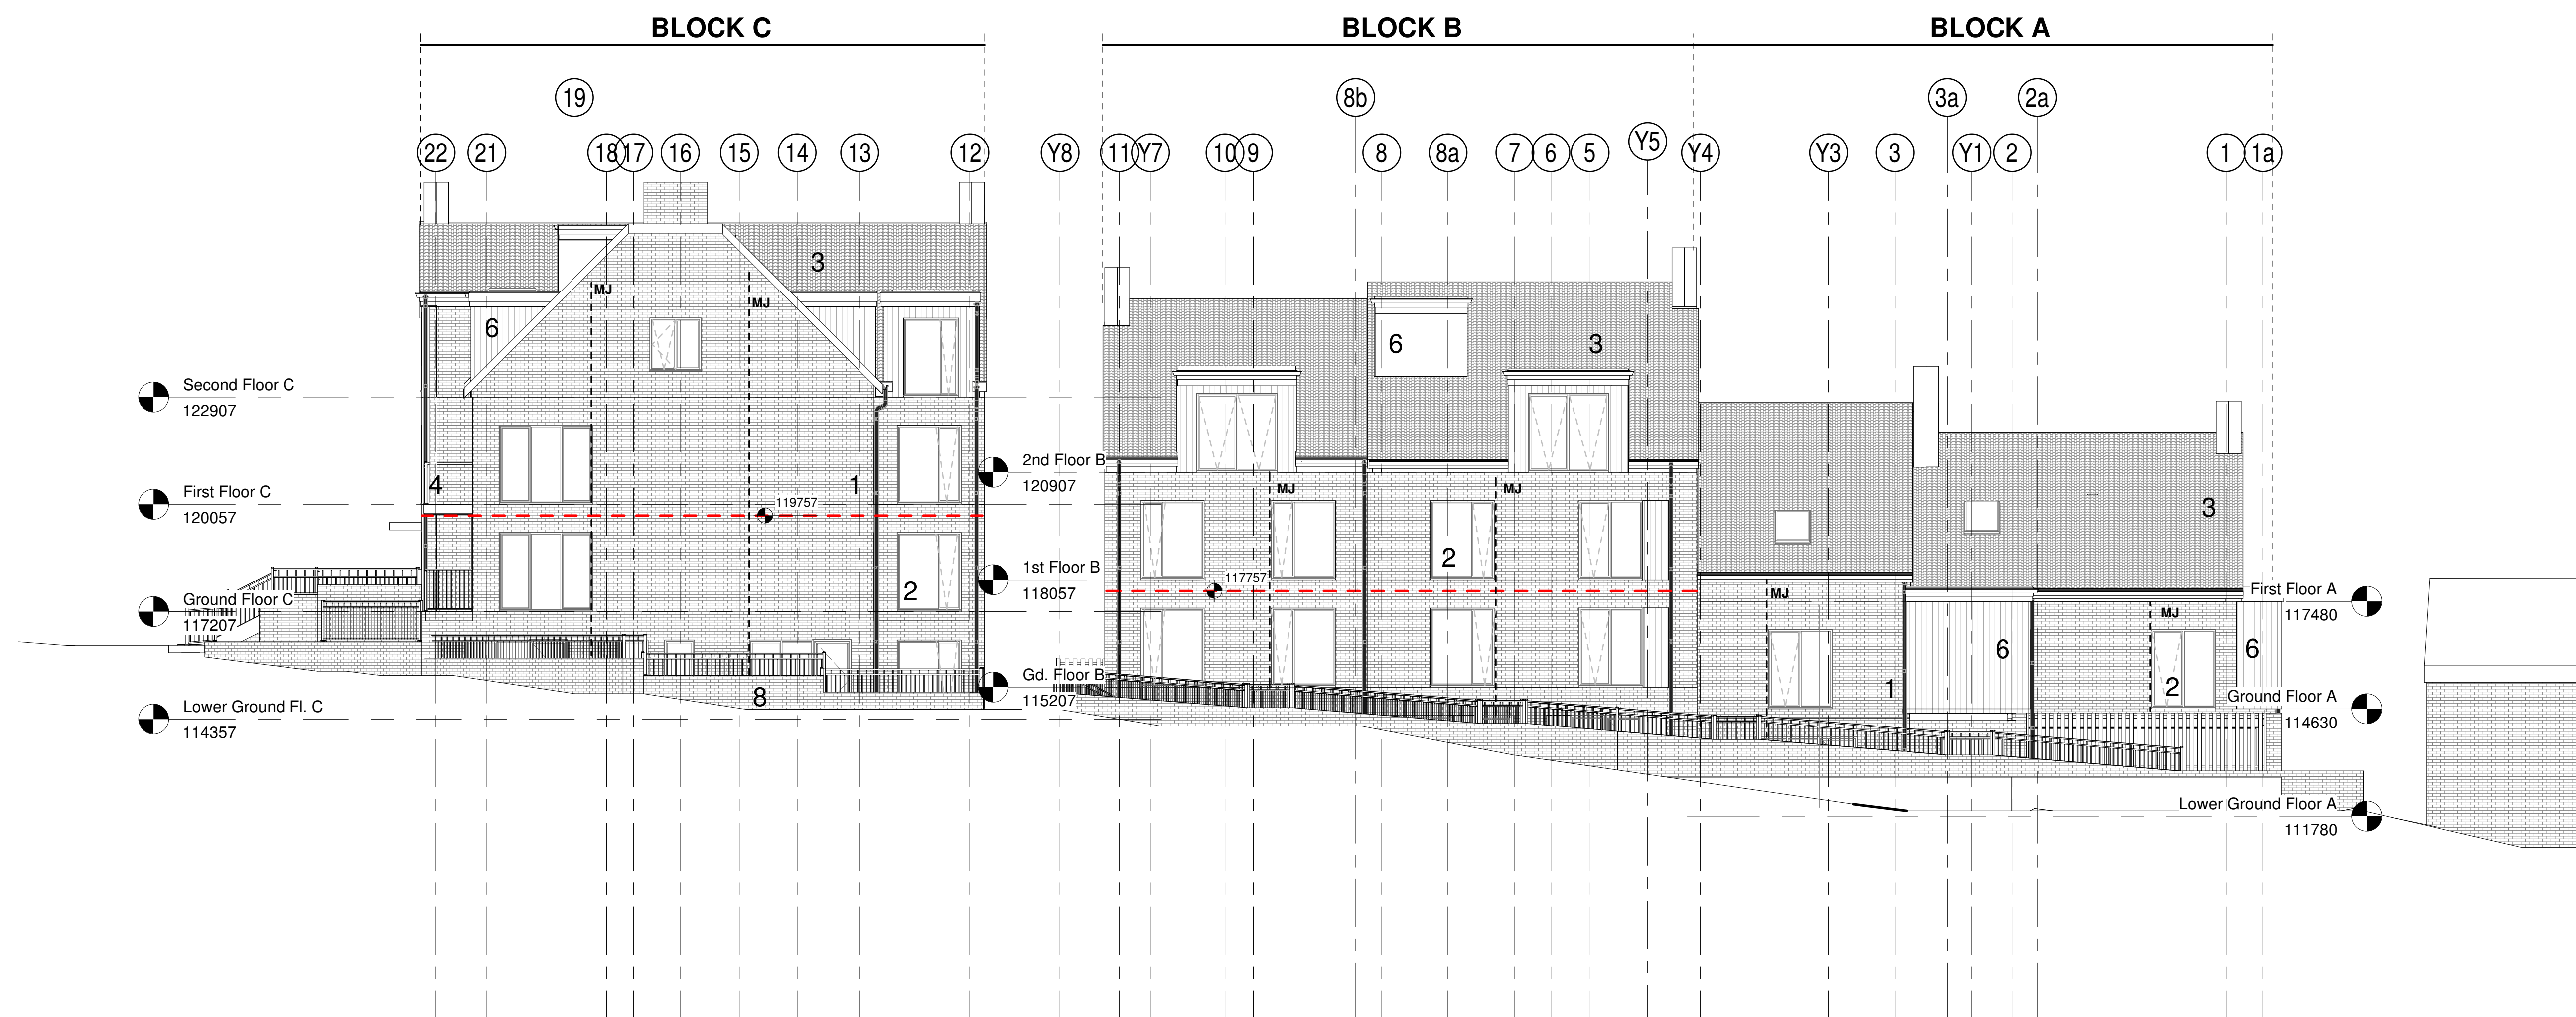 BLOCK C
BLOCK B
BLOCK A
19
8b
3a
2a
22
21
18
17
16
15
14
13
12
Y8
11
Y7
10
9
8
8a
7
6
5
Y5
Y4
Y3
3
Y1
2
1
1a
3
MJ
MJ
6
6
3
Second Floor C
122907
2nd Floor B
120907
4
1
First Floor C
120057
119757
MJ
MJ
3
2
1st Floor B
118057
117757
2
Ground Floor C
117207
MJ
First Floor A
117480
MJ
6
6
Gd. Floor B
115207
8
1
2
Ground Floor A
114630
Lower Ground Fl. C
114357
Lower Ground Floor A
111780